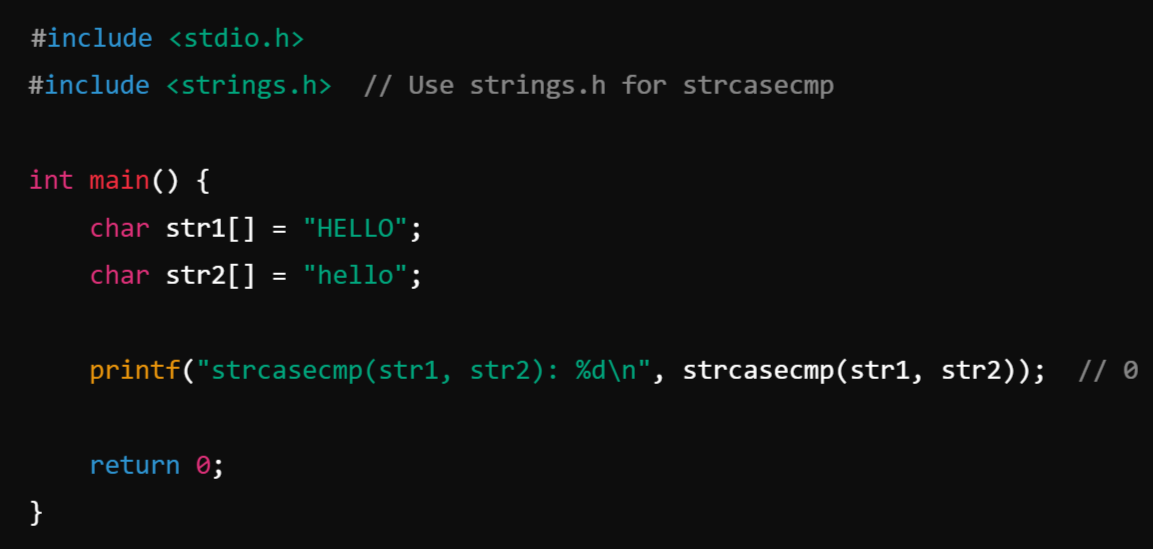 #include <stdio.h>
#include <strings.h>  // Use strings.h for strcasecmp
int main() {
    char str1[] = "HELLO";
    char str2[] = "hello";
    printf("strcasecmp(str1, str2): %d\n", strcasecmp(str1, str2));  // 0
    return 0;
}